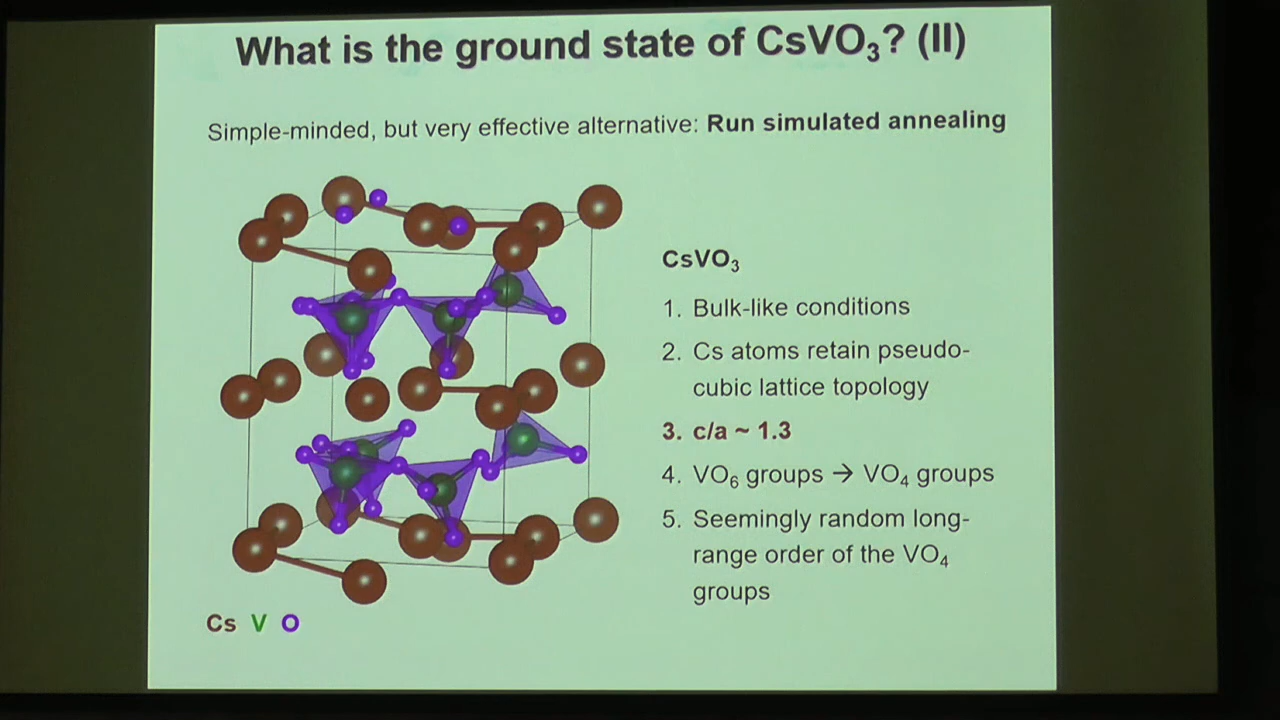 What is the ground state of CsVO₃? (II)
Simple-minded, but very effective alternative: Run simulated annealing
CsVO₃
1. Bulk-like conditions
2. Cs atoms retain pseudo-
cubic lattice topology
3. c/a ~ 1.3
4. VO₆ groups → VO₄ groups
5. Seemingly random long-
range order of the VO₄
groups
Cs V O